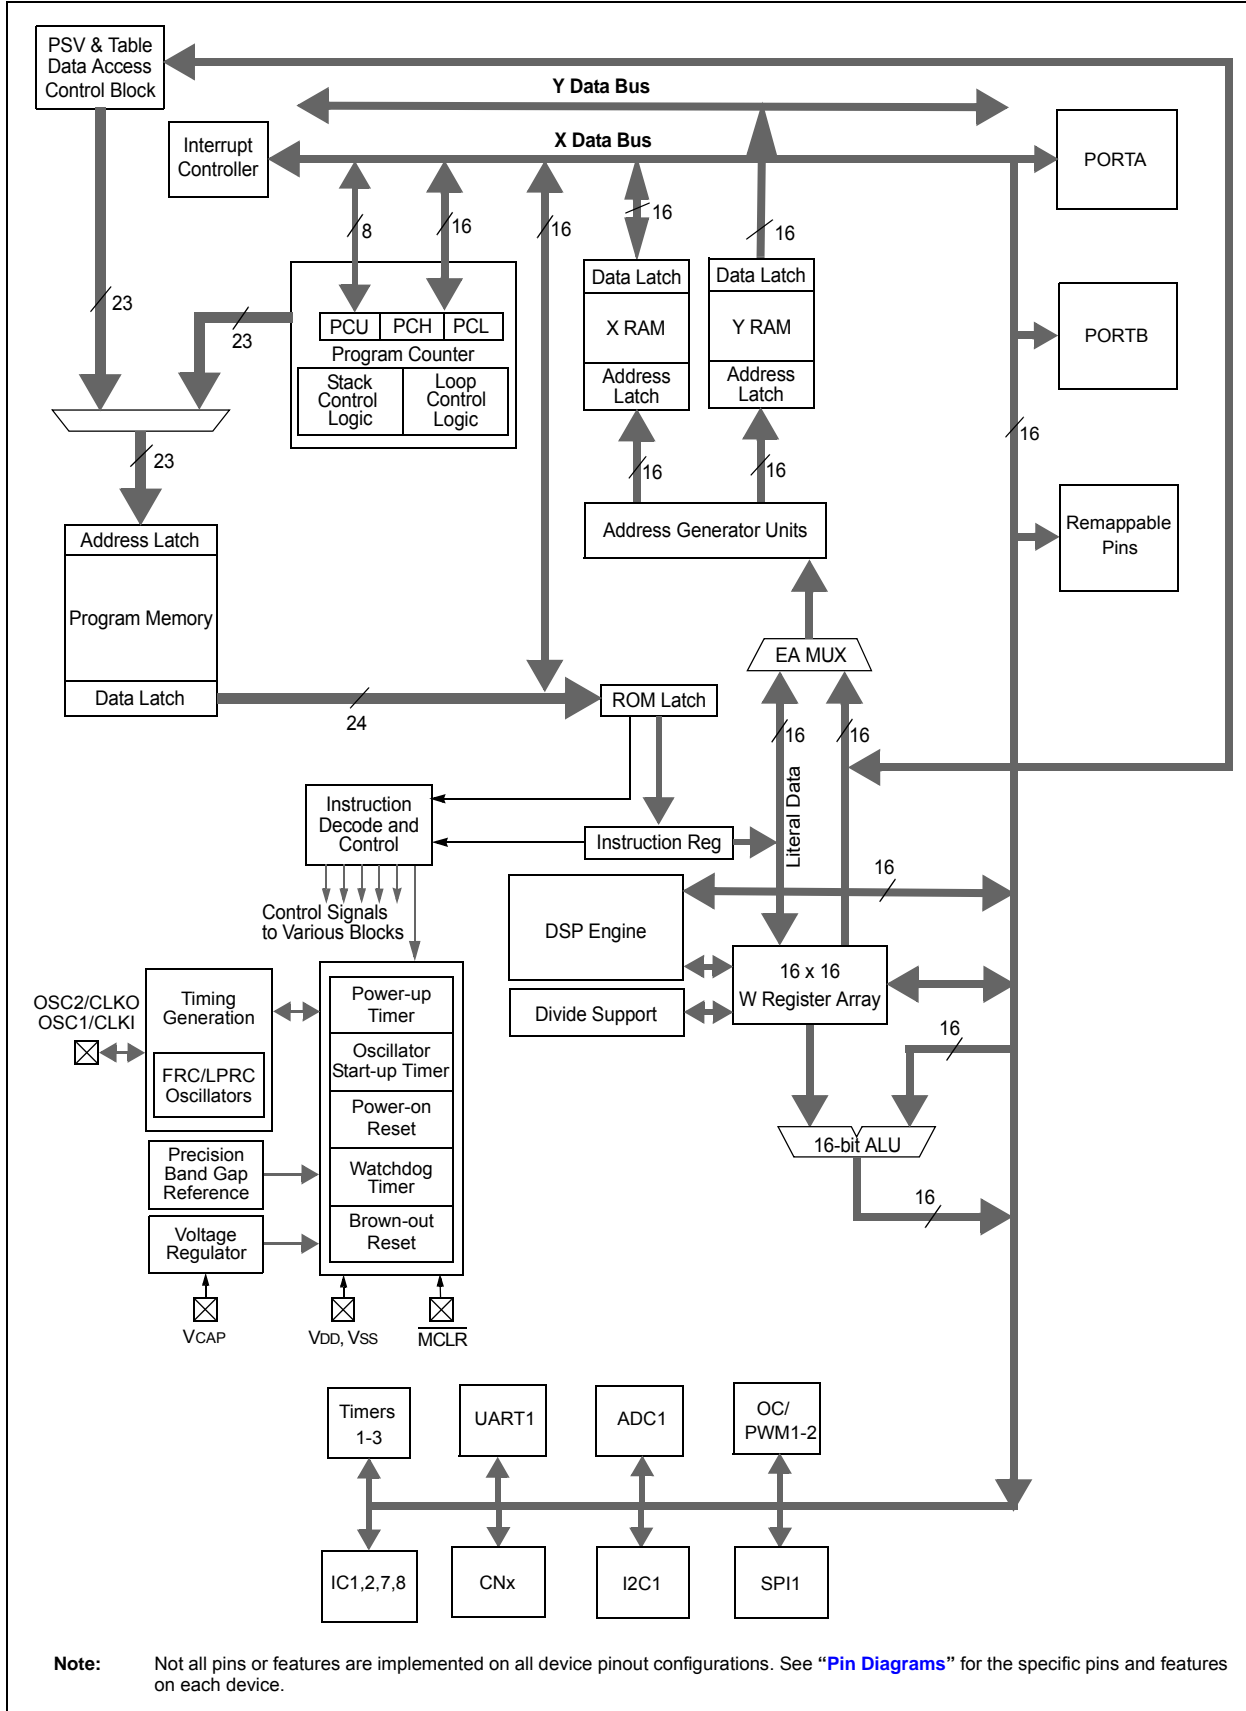 PSV & Table
Data Access
Control Block
Y Data Bus
X Data Bus
Interrupt
Controller
PORTA
8
16
16
16
16
23
23
Data Latch
X RAM
Address
Latch
Data Latch
Y RAM
Address
Latch
PCU
PCH
PCL
Program Counter
Stack
Control
Logic
Loop
Control
Logic
PORTB
16
23
16
16
Address Generator Units
Remappable
Pins
Address Latch
Program Memory
Data Latch
24
EA MUX
ROM Latch
16
16
Literal Data
Instruction
Decode and
Control
Instruction Reg
16
Control Signals
to Various Blocks
DSP Engine
16 x 16
W Register Array
Divide Support
OSC2/CLKO
OSC1/CLKI
Timing
Generation
FRC/LPRC
Oscillators
Power-up
Timer
Oscillator
Start-up Timer
Power-on
Reset
Watchdog
Timer
Brown-out
Reset
16
16-bit ALU
16
Precision
Band Gap
Reference
Voltage
Regulator
VCAP
VDD, VSS
MCLR
Timers
1-3
UART1
ADC1
OC/
PWM1-2
IC1,2,7,8
CNx
I2C1
SPI1
Note: Not all pins or features are implemented on all device pinout configurations. See “Pin Diagrams” for the specific pins and features
on each device.